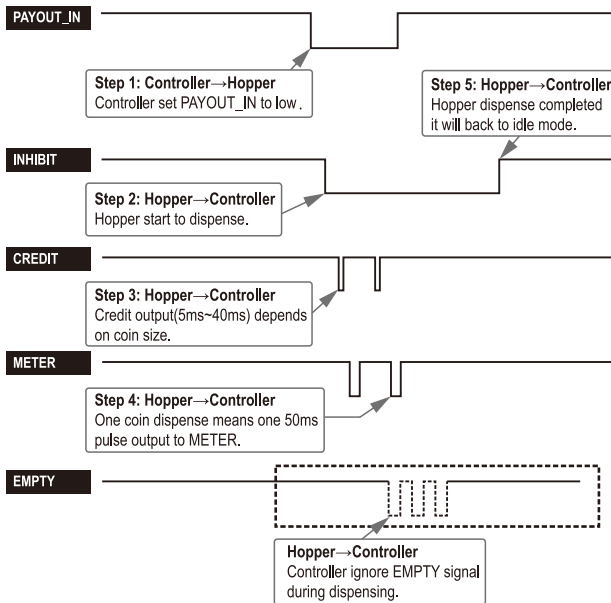 PAYOUT_IN
Step 1: Controller→Hopper
Controller set PAYOUT_IN to low.
Step 5: Hopper→Controller
Hopper dispense completed
it will back to idle mode.
INHIBIT
Step 2: Hopper→Controller
Hopper start to dispense.
CREDIT
Step 3: Hopper→Controller
Credit output(5ms~40ms) depends
on coin size.
METER
Step 4: Hopper→Controller
One coin dispense means one 50ms
pulse output to METER.
EMPTY
Hopper→Controller
Controller ignore EMPTY signal
during dispensing.